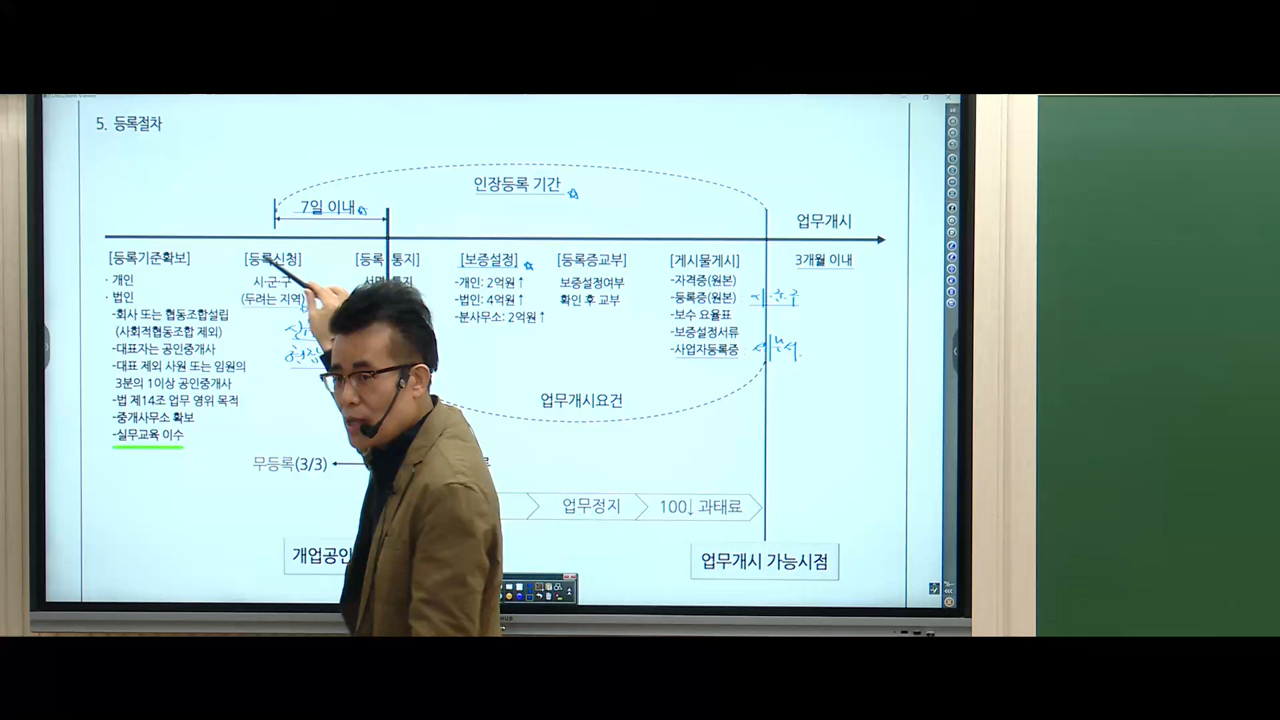 5. 등록절차
인장등록 기간
7일 이내
업무개시
[등록기준확보]
· 개인
· 법인
-회사 또는 협동조합설립
(사회적협동조합 제외)
-대표자는 공인중개사
-대표 제외 사원 또는 임원의
3분의 1이상 공인중개사
-법 제14조 업무 영위 목적
-중개사무소 확보
-실무교육 이수
[등록신청]
시·군·구
(두려는 지역)
[등록 통지]
서면 통지
[보증설정]
-개인: 2억원↑
-법인: 4억원↑
-분사무소: 2억원↑
[등록증교부]
보증설정여부
확인 후 교부
[게시물게시]
-자격증(원본)
-등록증(원본)
-보수 요율표
-보증설정서류
-사업자등록증
3개월 이내
업무개시요건
무등록(3/3)
업무정지
100↓ 과태료
개업공인
업무개시 가능시점